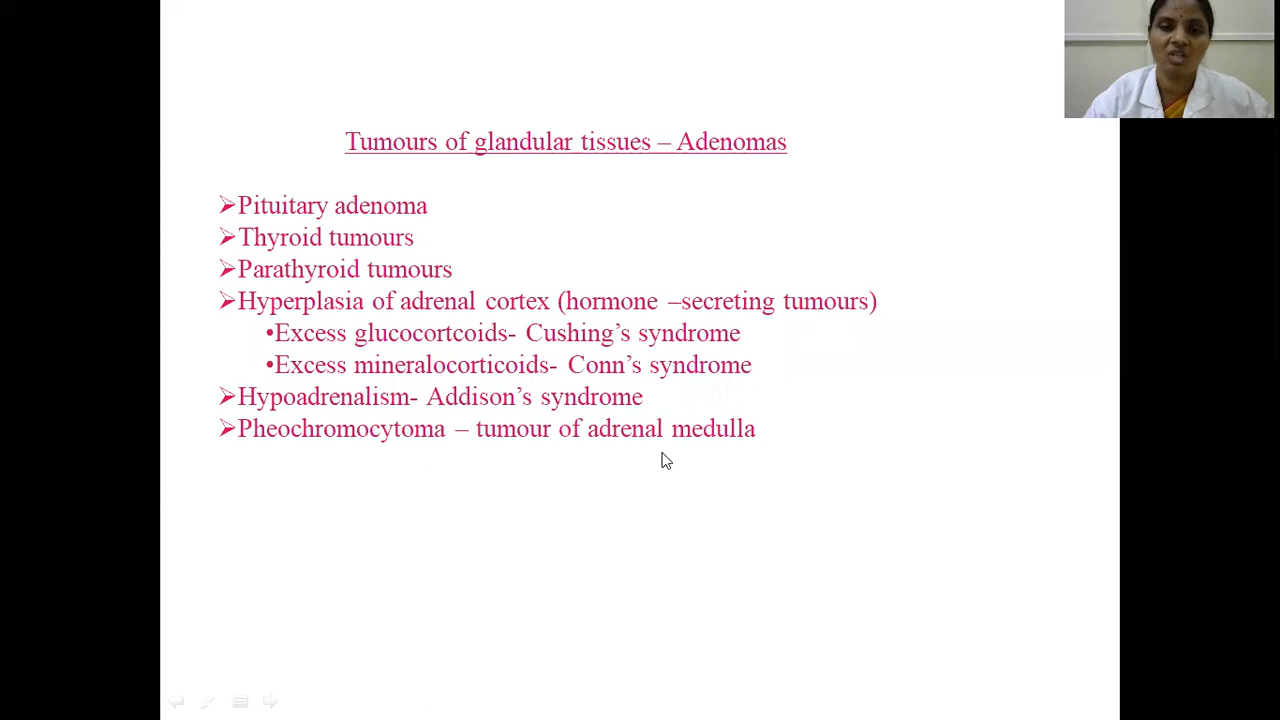 Tumours of glandular tissues – Adenomas
➢Pituitary adenoma
➢Thyroid tumours
➢Parathyroid tumours
➢Hyperplasia of adrenal cortex (hormone –secreting tumours)
•Excess glucocortcoids- Cushing’s syndrome
•Excess mineralocorticoids- Conn’s syndrome
➢Hypoadrenalism- Addison’s syndrome
➢Pheochromocytoma – tumour of adrenal medulla